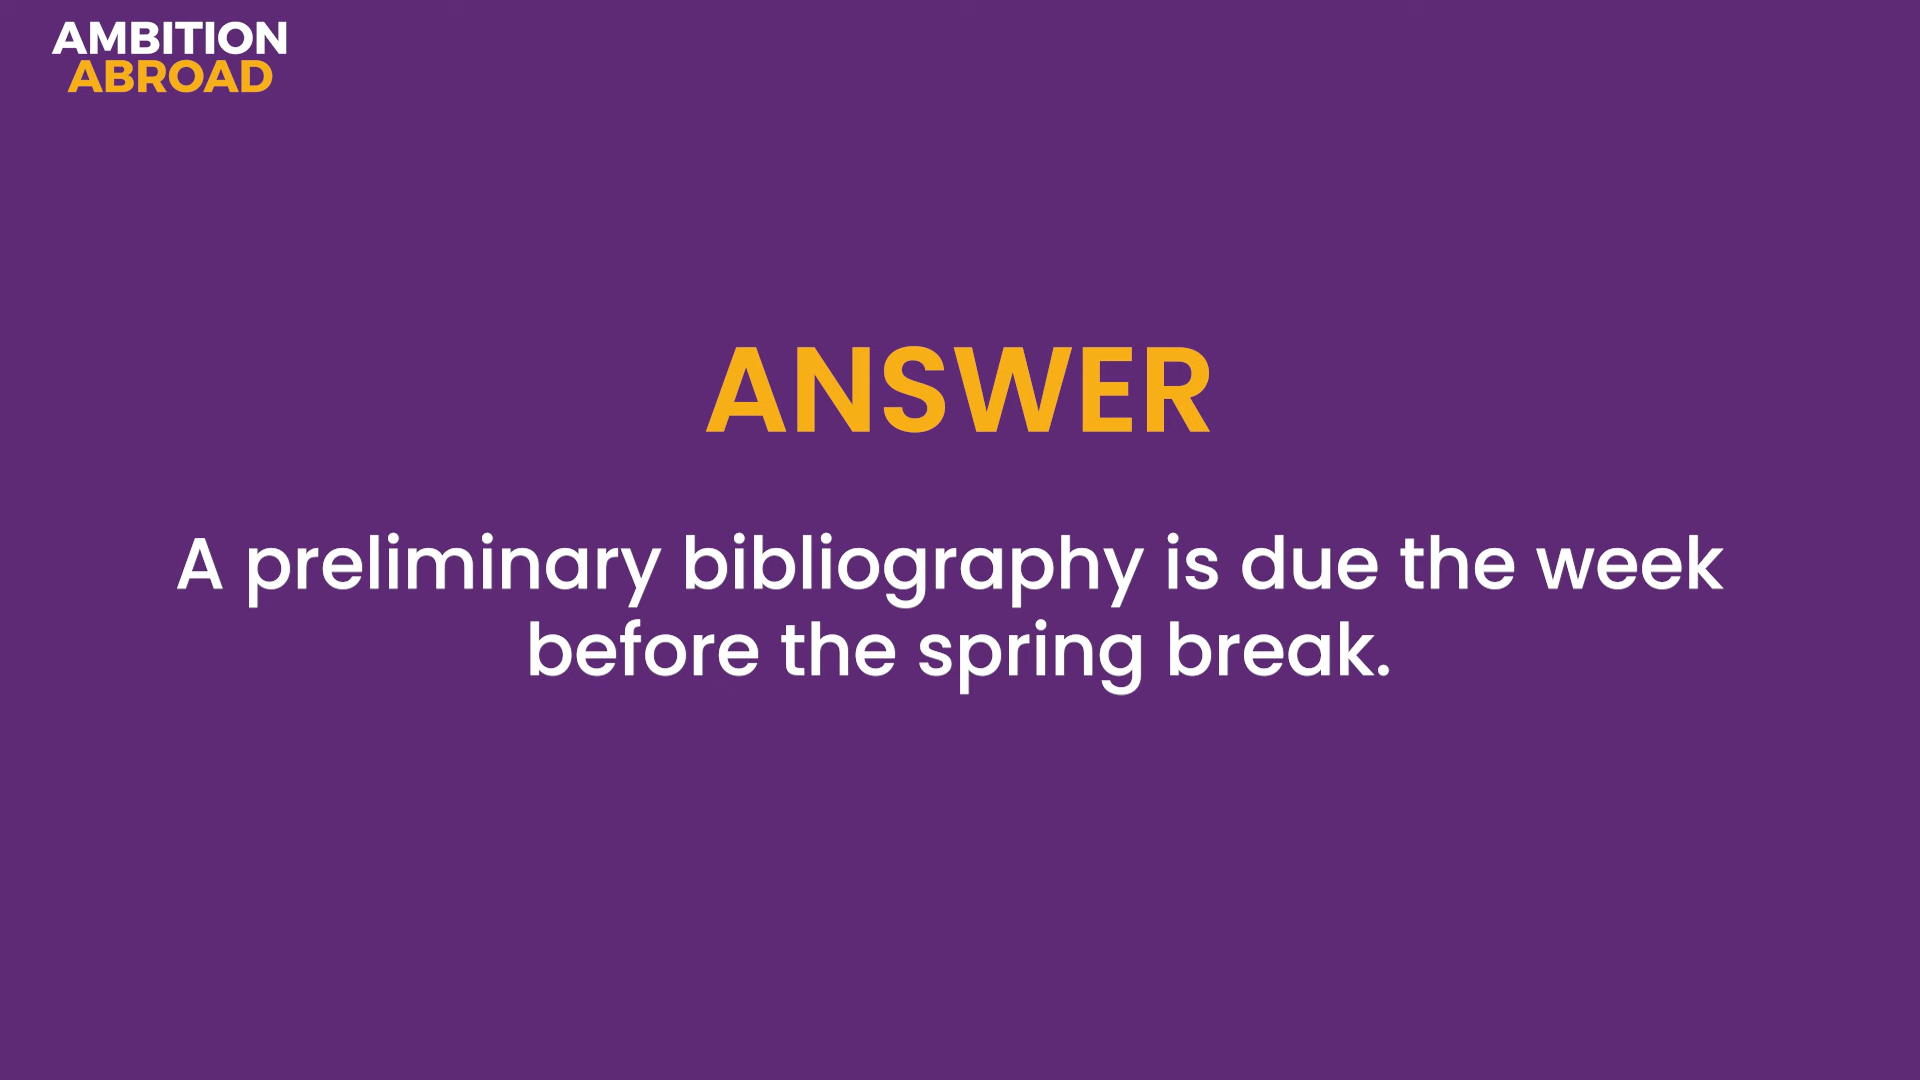 AMBITION
ABROAD
ANSWER
A preliminary bibliography is due the week
before the spring break.